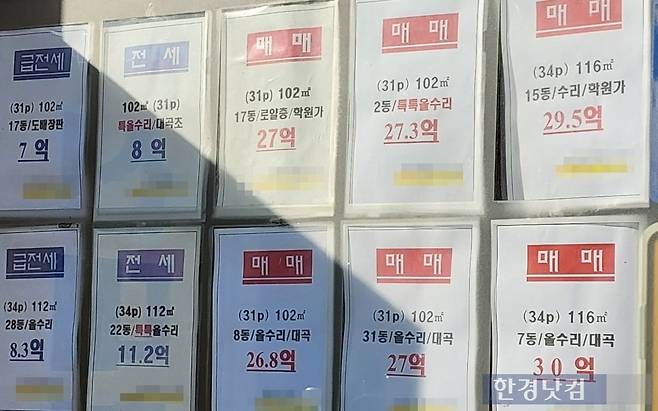 급전세
(31p) 102㎡
17동/도배장판
7억
전 세
102㎡ (31p)
특올수리/대곡조
8억
매 매
(31p) 102㎡
17동/로얄층/학원가
27억
매 매
(31p) 102㎡
2동/특특올수리
27.3억
매 매
(34p) 116㎡
15동/수리/학원가
29.5억
급전세
(34p) 112㎡
28동/올수리
8.3억
전 세
(34p) 112㎡
22동/특특올수리
11.2억
매 매
(31p) 102㎡
8동/올수리/대곡
26.8억
매 매
(31p) 102㎡
31동/올수리/대곡
27억
매 매
(34p) 116㎡
7동/올수리/대곡
30억
한경닷컴